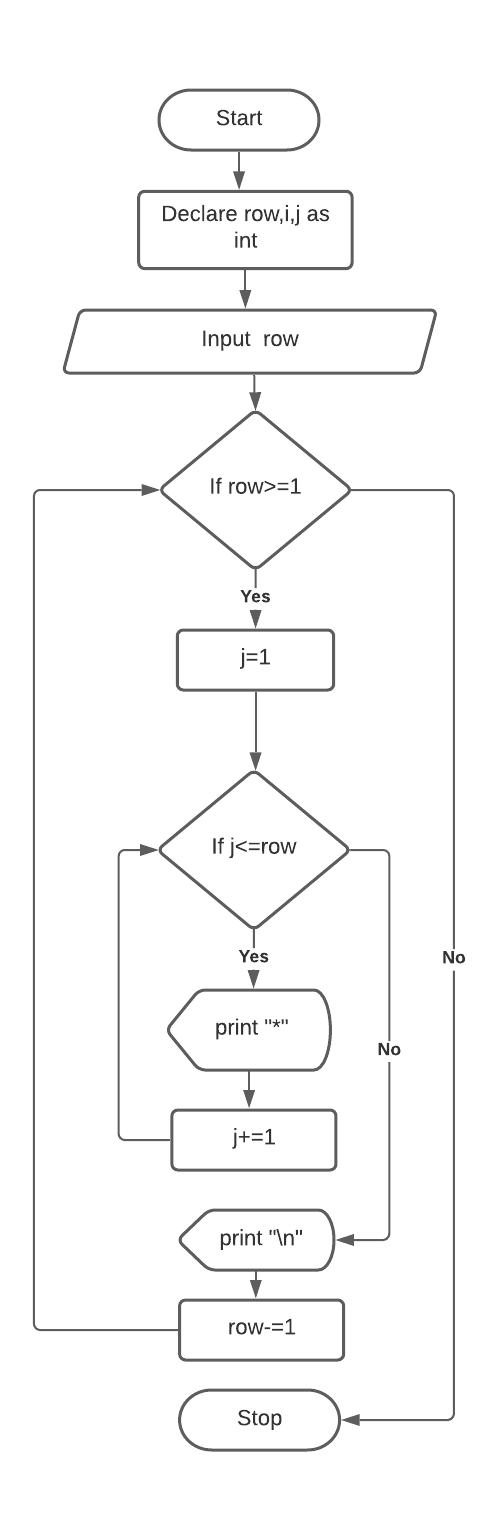 Start
Declare row,i,j as
int
Input  row
If row>=1
Yes
j=1
If j<=row
Yes
No
print "*"
No
j+=1
print "\n"
row-=1
Stop